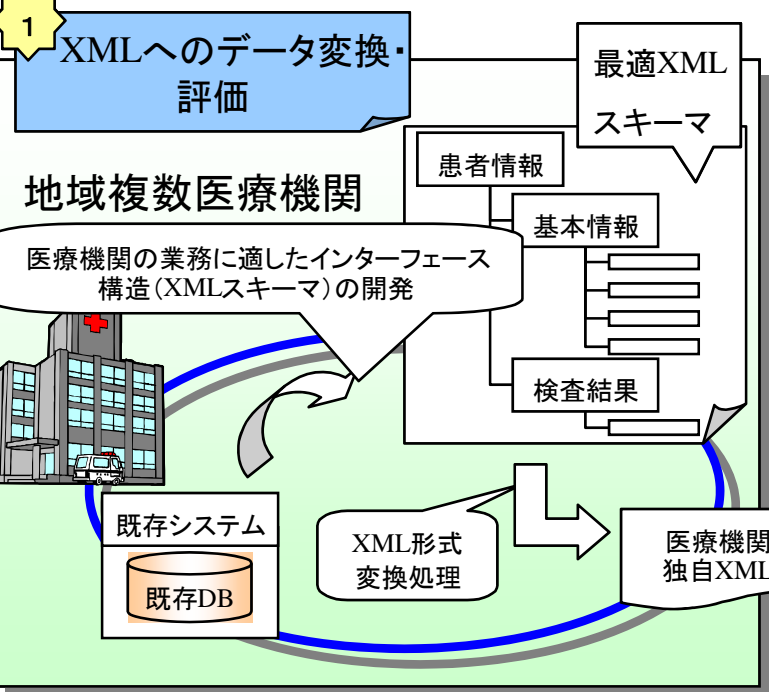 1
XMLへのデータ変換・
評価
最適XML
スキーマ
地域複数医療機関
患者情報
基本情報
医療機関の業務に適したインターフェース
構造(XMLスキーマ)の開発
検査結果
既存システム
既存DB
XML形式
変換処理
医療機関
独自XML